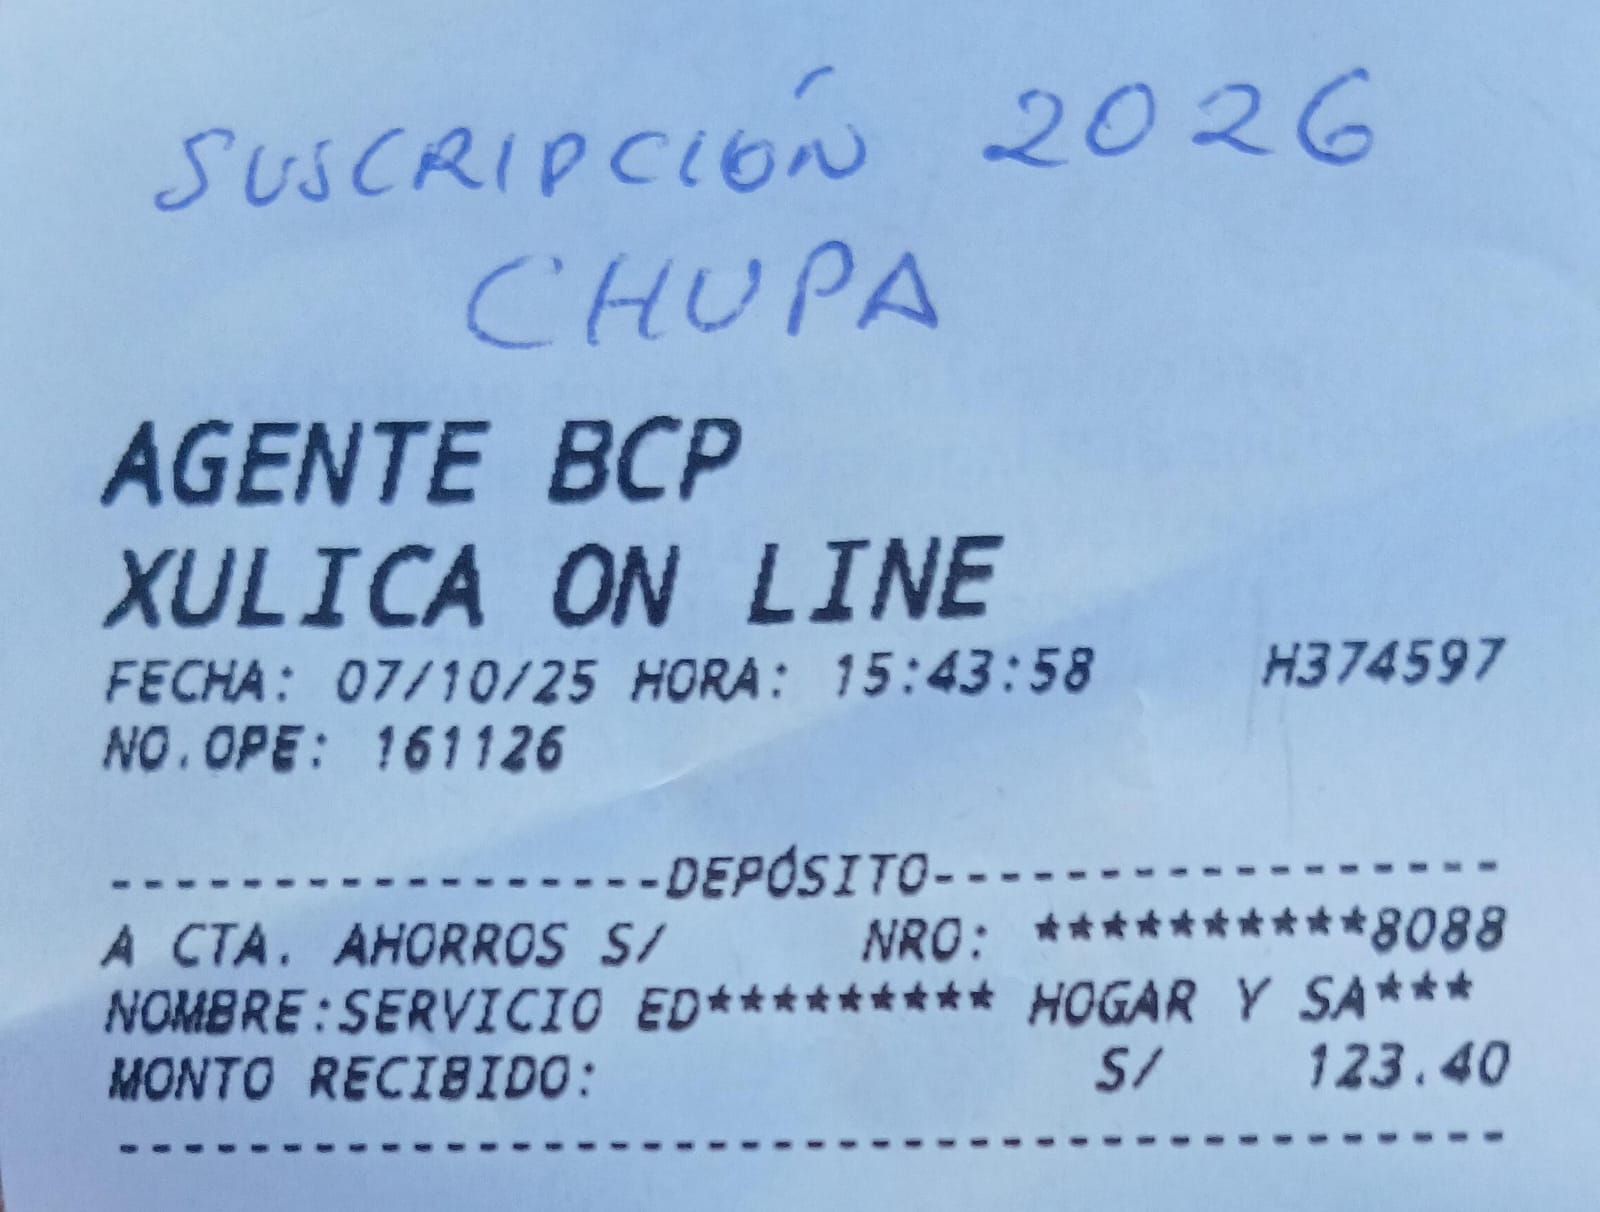 SUSCRIPCIÓN 2026
CHUPA
AGENTE BCP
XULICA ON LINE
FECHA: 07/10/25 HORA: 15:43:58 H374597
NO.OPE: 161126
-----------------DEPÓSITO-----------------
A CTA. AHORROS S/ NRO: **********8088
NOMBRE:SERVICIO ED********* HOGAR Y SA***
MONTO RECIBIDO: S/ 123.40
------------------------------------------